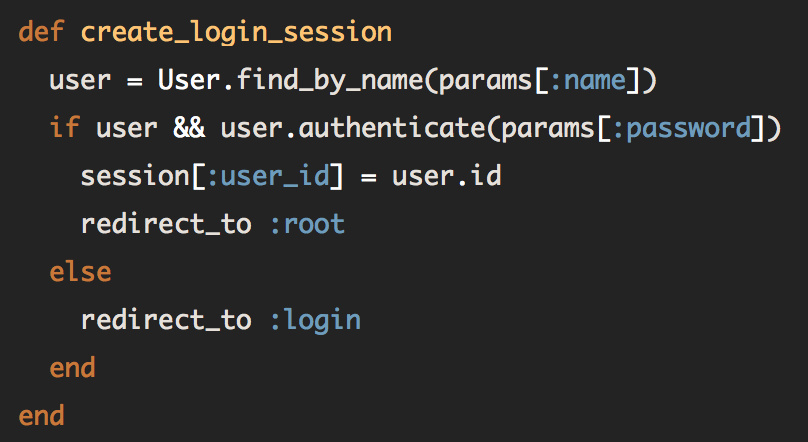 def create_login_session
  user = User.find_by_name(params[:name])
  if user && user.authenticate(params[:password])
    session[:user_id] = user.id
    redirect_to :root
  else
    redirect_to :login
  end
end